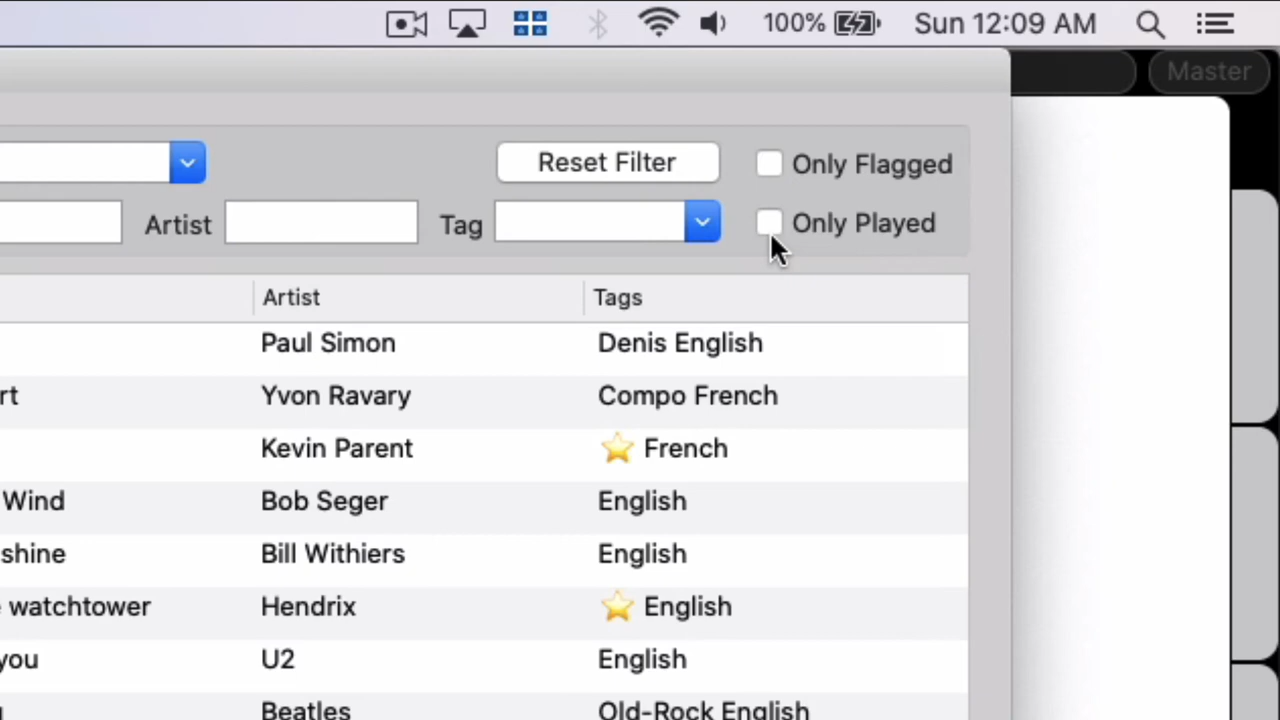 100% Sun 12:09 AM
Master
Reset Filter Only Flagged
Artist Tag Only Played
Artist Tags
Paul Simon Denis English
rt Yvon Ravary Compo French
Kevin Parent French
Wind Bob Seger English
shine Bill Withiers English
watchtower Hendrix English
you U2 English
Beatles Old-Rock English